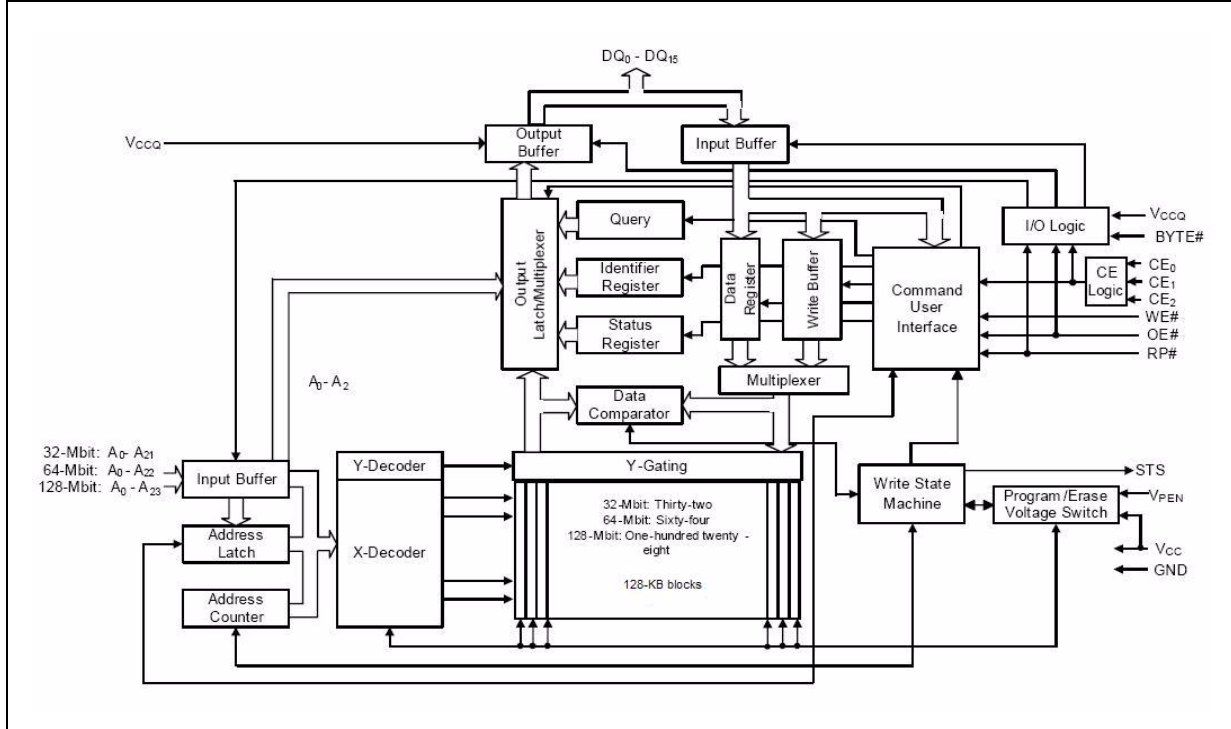 DQ0 - DQ15
VCCQ
Output
Buffer
Input Buffer
Query
I/O Logic
VCCQ
BYTE#
Output
Latch/Multiplexer
Identifier
Register
Data
Register
Write Buffer
Command
User
Interface
CE
Logic
CE0
CE1
CE2
WE#
OE#
RP#
Status
Register
A0- A2
Multiplexer
Data
Comparator
32-Mbit: A0- A21
64-Mbit: A0 - A22
128-Mbit: A0 - A23
Input Buffer
Y-Decoder
Y-Gating
Write State
Machine
STS
Program /Erase
Voltage Switch
VPEN
Address
Latch
X-Decoder
32-Mbit: Thirty-two
64-Mbit: Sixty-four
128-Mbit: One-hundred twenty -
eight
128-KB blocks
VCC
GND
Address
Counter